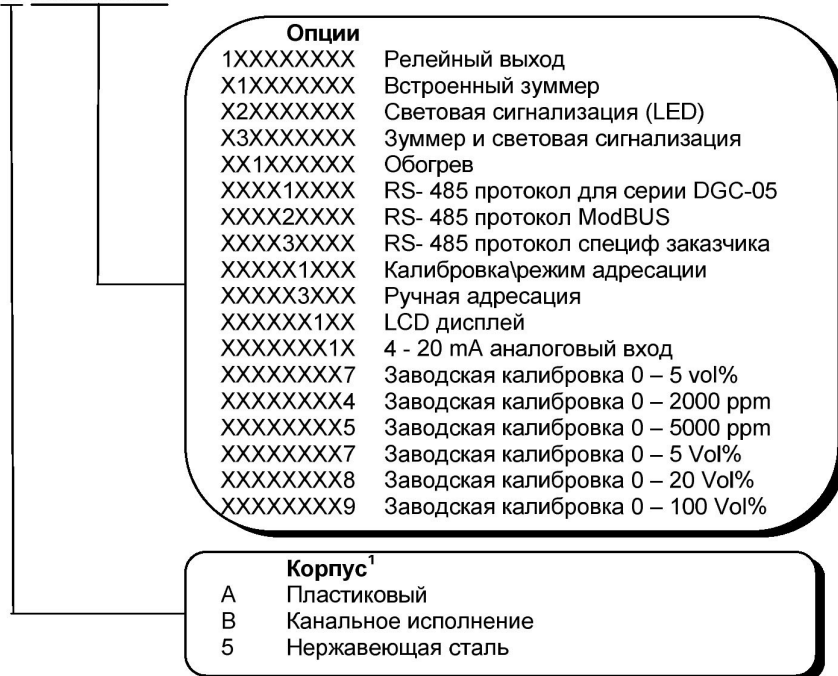 Опции
1XXXXXXXX Релейный выход
X1XXXXXXX Встроенный зуммер
X2XXXXXXX Световая сигнализация (LED)
X3XXXXXXX Зуммер и световая сигнализация
XX1XXXXXX Обогрев
XXXX1XXXX RS- 485 протокол для серии DGC-05
XXXX2XXXX RS- 485 протокол ModBUS
XXXX3XXXX RS- 485 протокол специф заказчика
XXXXX1XXX Калибровка\режим адресации
XXXXX3XXX Ручная адресация
XXXXXX1XX LCD дисплей
XXXXXXX1X 4 - 20 mA аналоговый вход
XXXXXXXX7 Заводская калибровка 0 – 5 vol%
XXXXXXXX4 Заводская калибровка 0 – 2000 ppm
XXXXXXXX5 Заводская калибровка 0 – 5000 ppm
XXXXXXXX7 Заводская калибровка 0 – 5 Vol%
XXXXXXXX8 Заводская калибровка 0 – 20 Vol%
XXXXXXXX9 Заводская калибровка 0 – 100 Vol%
Корпус¹
A Пластиковый
B Канальное исполнение
5 Нержавеющая сталь